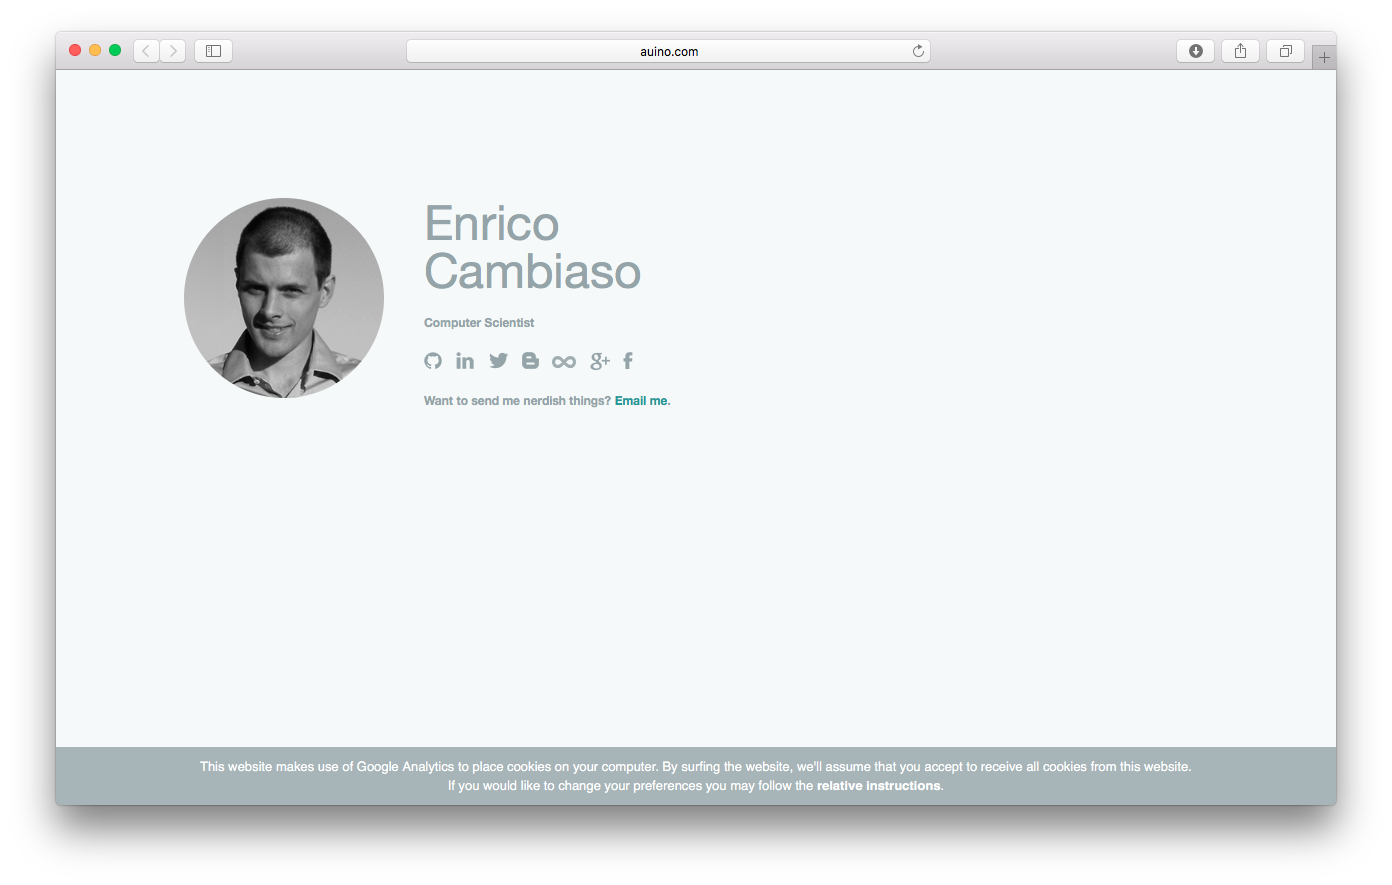 auino.com
Enrico
Cambiaso
Computer Scientist
Want to send me nerdish things? Email me.
This website makes use of Google Analytics to place cookies on your computer. By surfing the website, we'll assume that you accept to receive all cookies from this website.
If you would like to change your preferences you may follow the relative instructions.